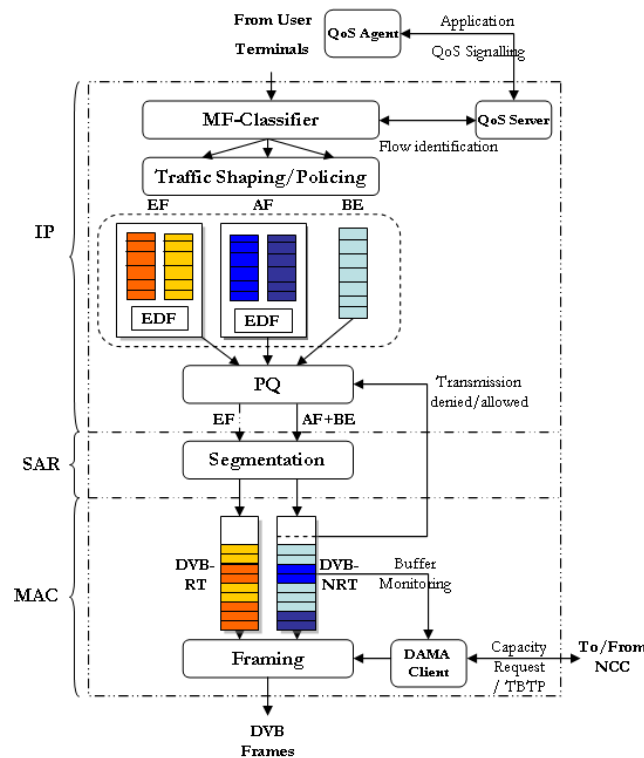 From User
Terminals
QoS Agent
Application
QoS Signalling
MF-Classifier
QoS Server
Flow identification
Traffic Shaping/Policing
EF
AF
BE
IP
EDF
EDF
PQ
Transmission
denied/allowed
EF
AF+BE
SAR
Segmentation
MAC
DVB-
RT
DVB-
NRT
Buffer
Monitoring
Framing
DAMA
Client
Capacity
Request
/ TBTP
To/From
NCC
DVB
Frames